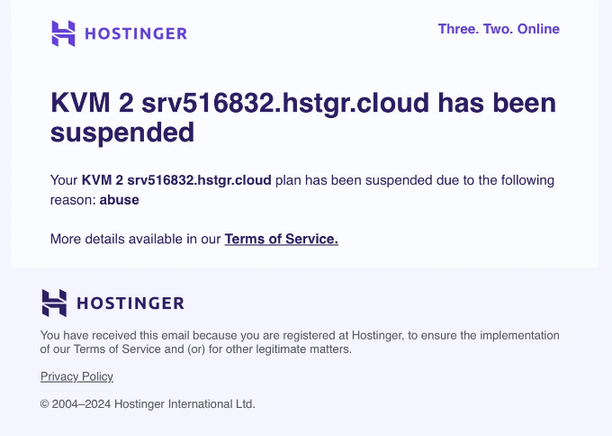 HOSTINGER
Three. Two. Online
KVM 2 srv516832.hstgr.cloud has been
suspended
Your KVM 2 srv516832.hstgr.cloud plan has been suspended due to the following
reason: abuse
More details available in our Terms of Service.
HOSTINGER
You have received this email because you are registered at Hostinger, to ensure the implementation
of our Terms of Service and (or) for other legitimate matters.
Privacy Policy
© 2004–2024 Hostinger International Ltd.